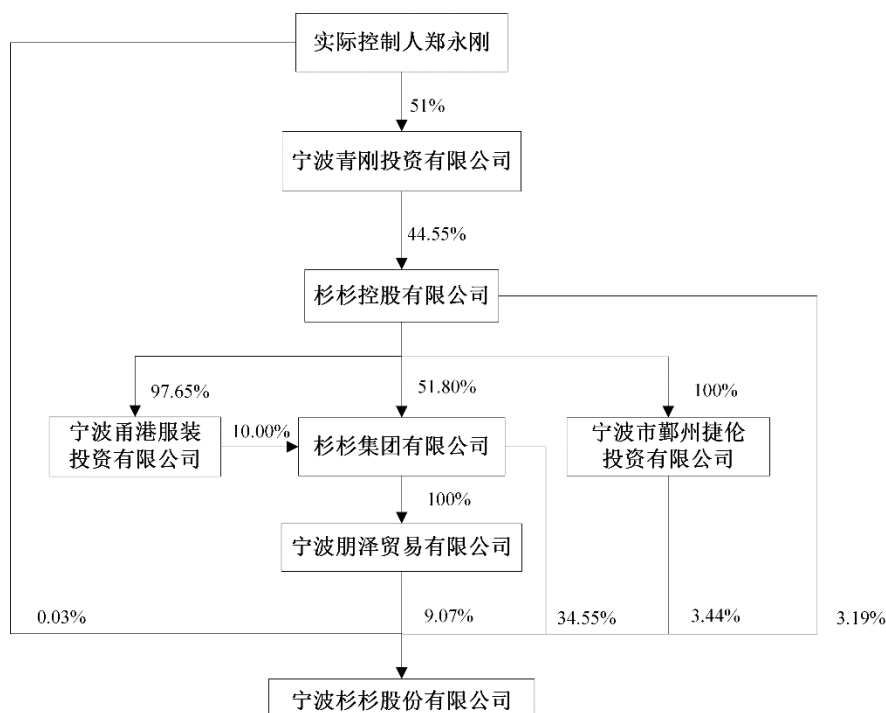 实际控制人郑永刚
51%
宁波青刚投资有限公司
44.55%
杉杉控股有限公司
97.65%
51.80%
100%
宁波甬港服装
投资有限公司
10.00%
杉杉集团有限公司
宁波市鄞州捷伦
投资有限公司
100%
宁波朋泽贸易有限公司
0.03%
9.07%
34.55%
3.44%
3.19%
宁波杉杉股份有限公司